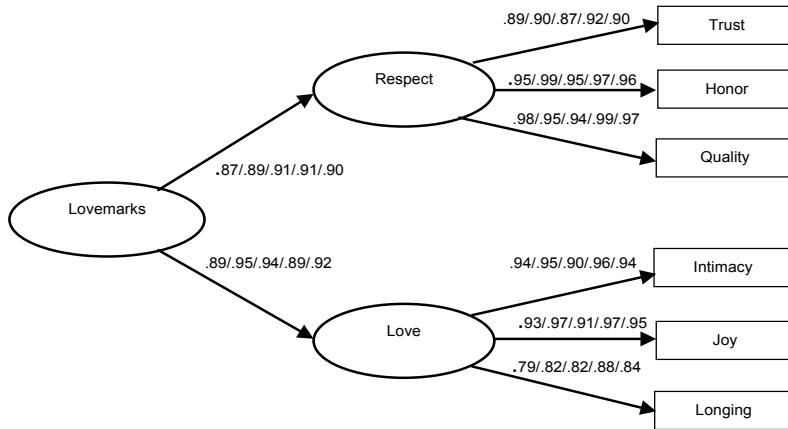 .89/.90/.87/.92/.90
Trust
Respect
.95/.99/.95/.97/.96
Honor
.98/.95/.94/.99/.97
Quality
.87/.89/.91/.91/.90
Lovemarks
.89/.95/.94/.89/.92
.94/.95/.90/.96/.94
Intimacy
Love
.93/.97/.91/.97/.95
Joy
.79/.82/.82/.88/.84
Longing